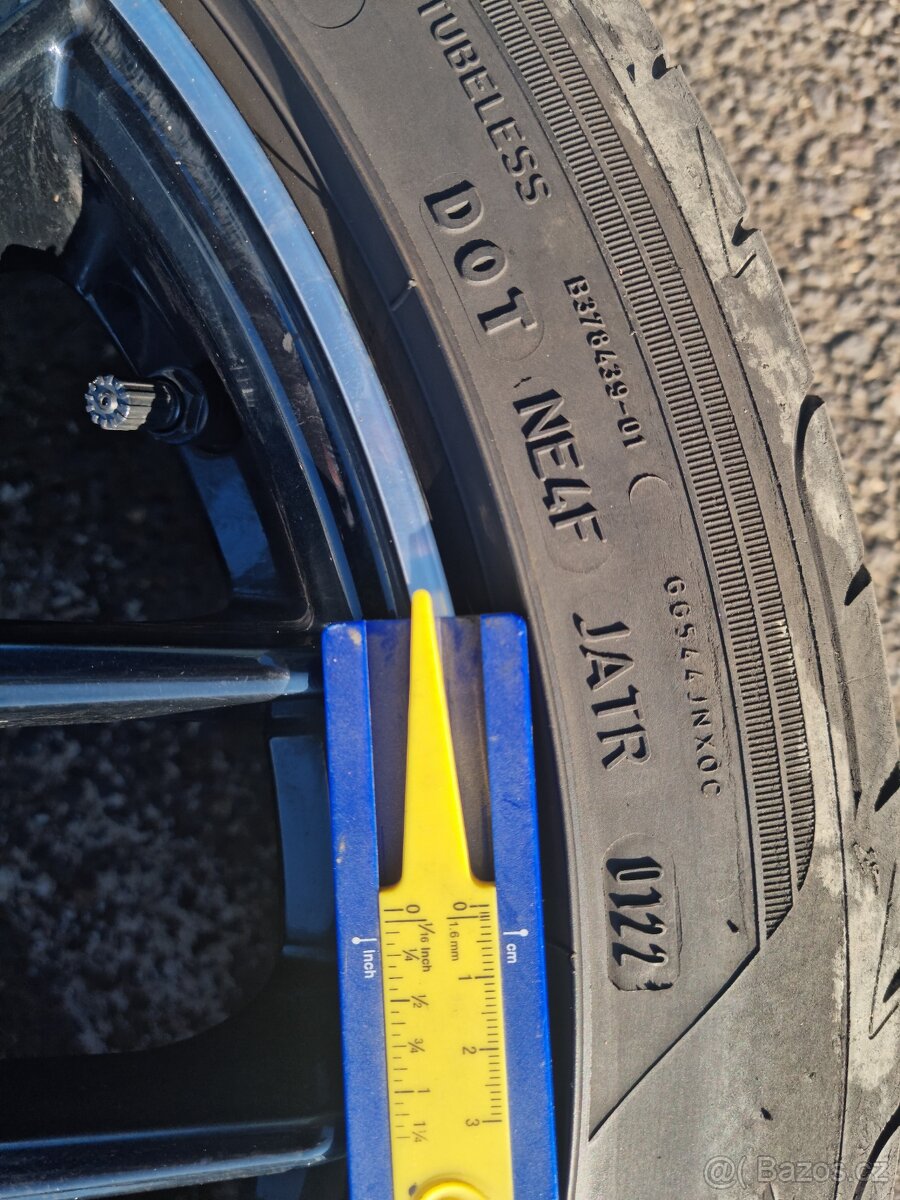 TUBELESS
DOT NE4F JATR 0122
B378439-01
66544JNX0C
0 1/16 Inch 1/4 1/2 3/4 1 1 1/4
0 1.6 mm 1 2 3
Inch
cm
@( Bazos.cz